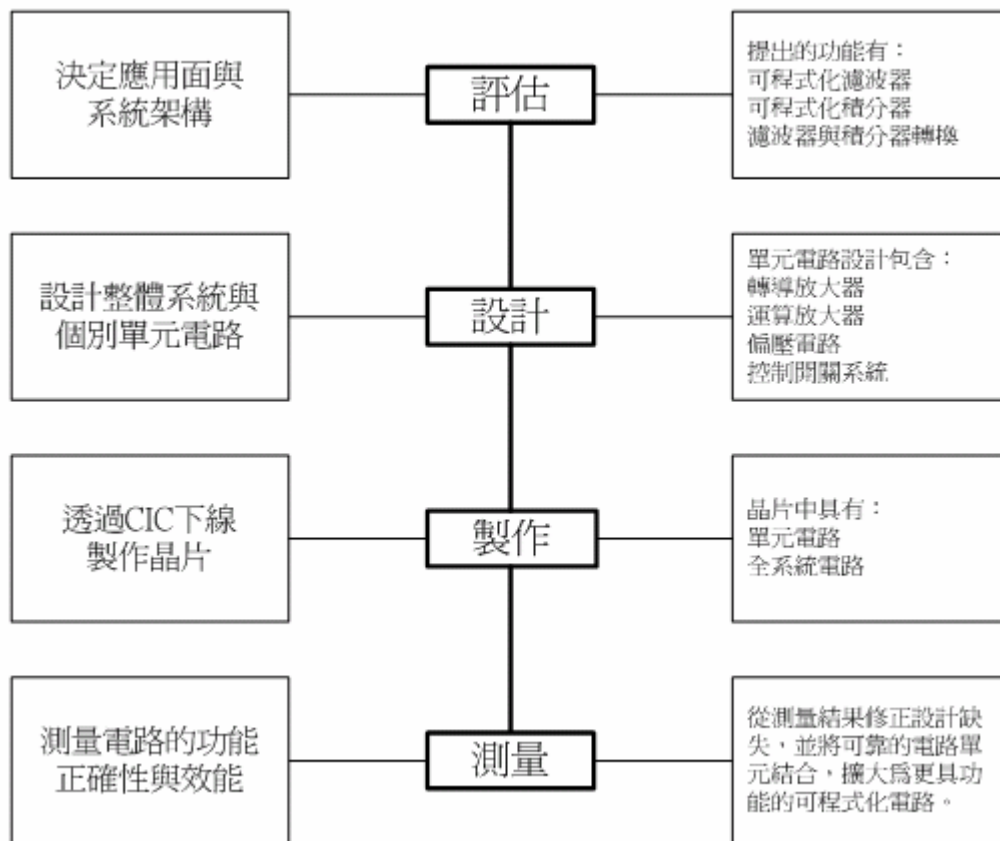 決定應用面與
系統架構
評估
提出的功能有：
可程式化濾波器
可程式化積分器
濾波器與積分器轉換
設計整體系統與
個別單元電路
設計
單元電路設計包含：
轉導放大器
運算放大器
偏壓電路
控制開關系統
透過CIC下線
製作晶片
製作
晶片中具有：
單元電路
全系統電路
測量電路的功能
正確性與效能
測量
從測量結果修正設計缺
失，並將可靠的電路單
元結合，擴大為更具功
能的可程式化電路。